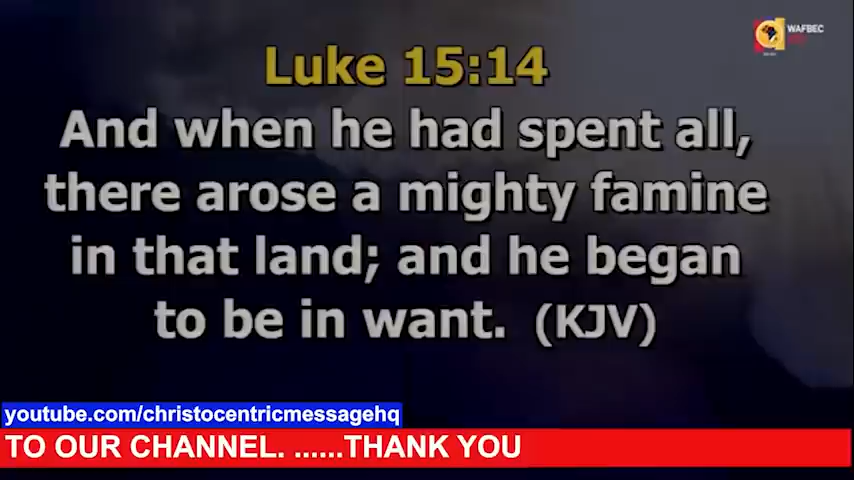 WAFBEC
Luke 15:14
And when he had spent all,
there arose a mighty famine
in that land; and he began
to be in want. (KJV)
youtube.com/christocentricmessagehq
TO OUR CHANNEL. ......THANK YOU